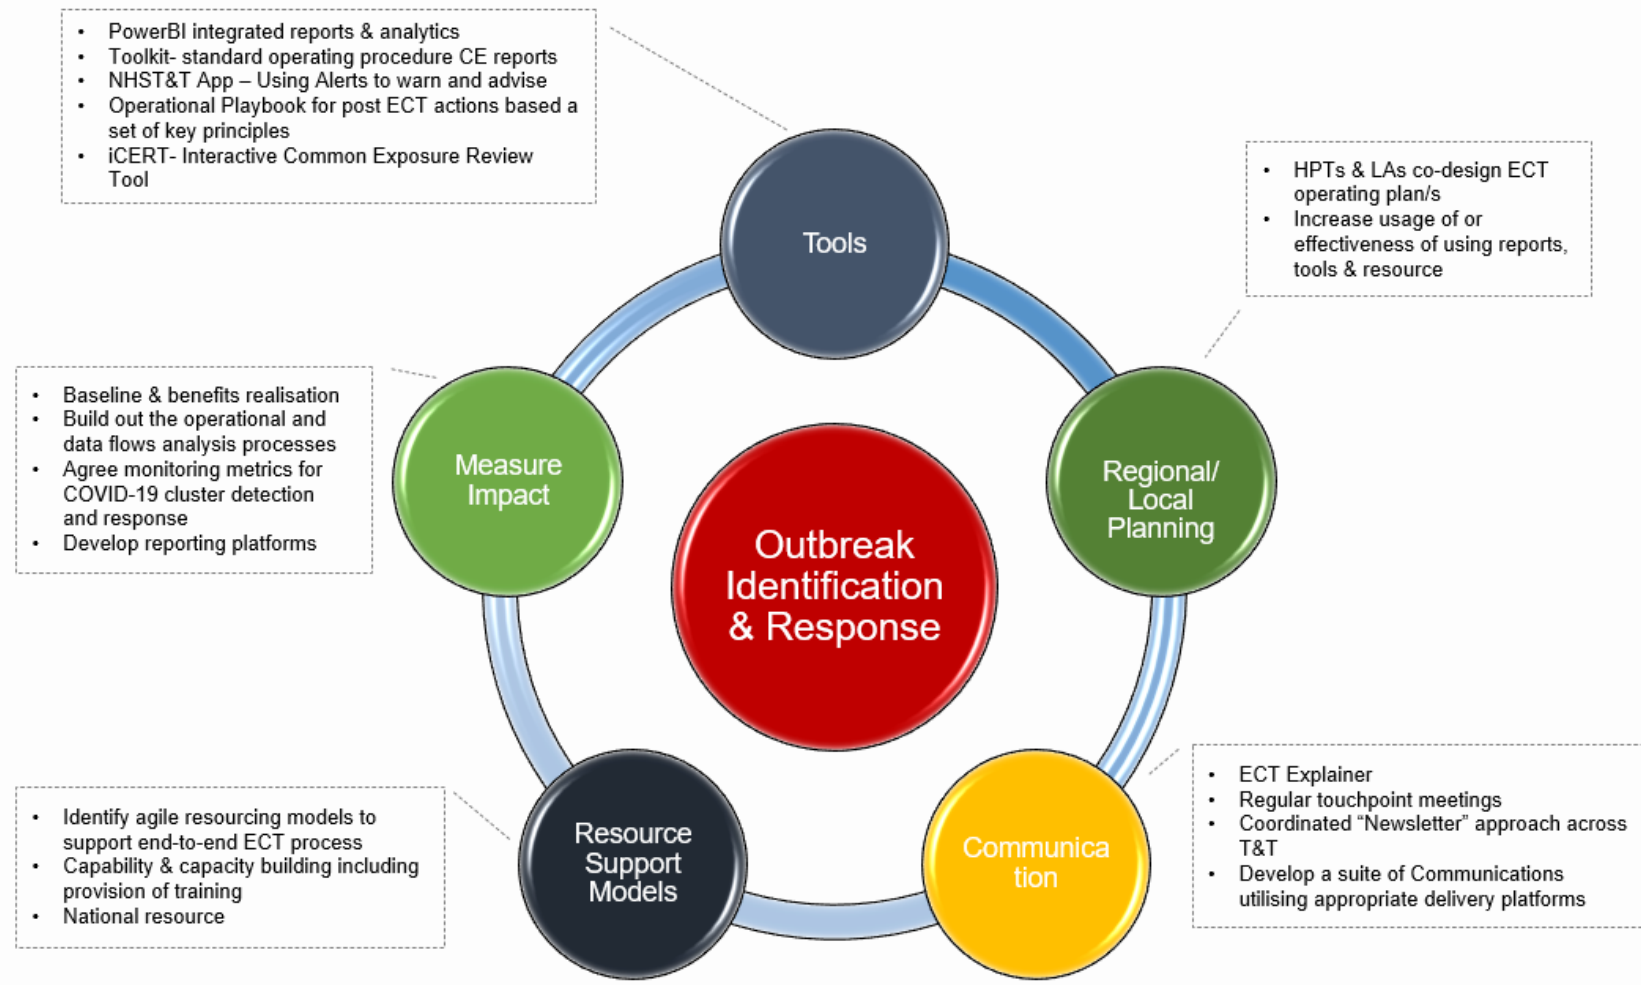 • PowerBI integrated reports & analytics
• Toolkit- standard operating procedure CE reports
• NHST&T App – Using Alerts to warn and advise
• Operational Playbook for post ECT actions based a
set of key principles
• iCERT- Interactive Common Exposure Review
Tool
Tools
• HPTs & LAs co-design ECT
operating plan/s
• Increase usage of or
effectiveness of using reports,
tools & resource
• Baseline & benefits realisation
• Build out the operational and
data flows analysis processes
• Agree monitoring metrics for
COVID-19 cluster detection
and response
• Develop reporting platforms
Measure
Impact
Regional/
Local
Planning
Outbreak
Identification
& Response
• Identify agile resourcing models to
support end-to-end ECT process
• Capability & capacity building including
provision of training
• National resource
Resource
Support
Models
Communica
tion
• ECT Explainer
• Regular touchpoint meetings
• Coordinated “Newsletter” approach across
T&T
• Develop a suite of Communications
utilising appropriate delivery platforms